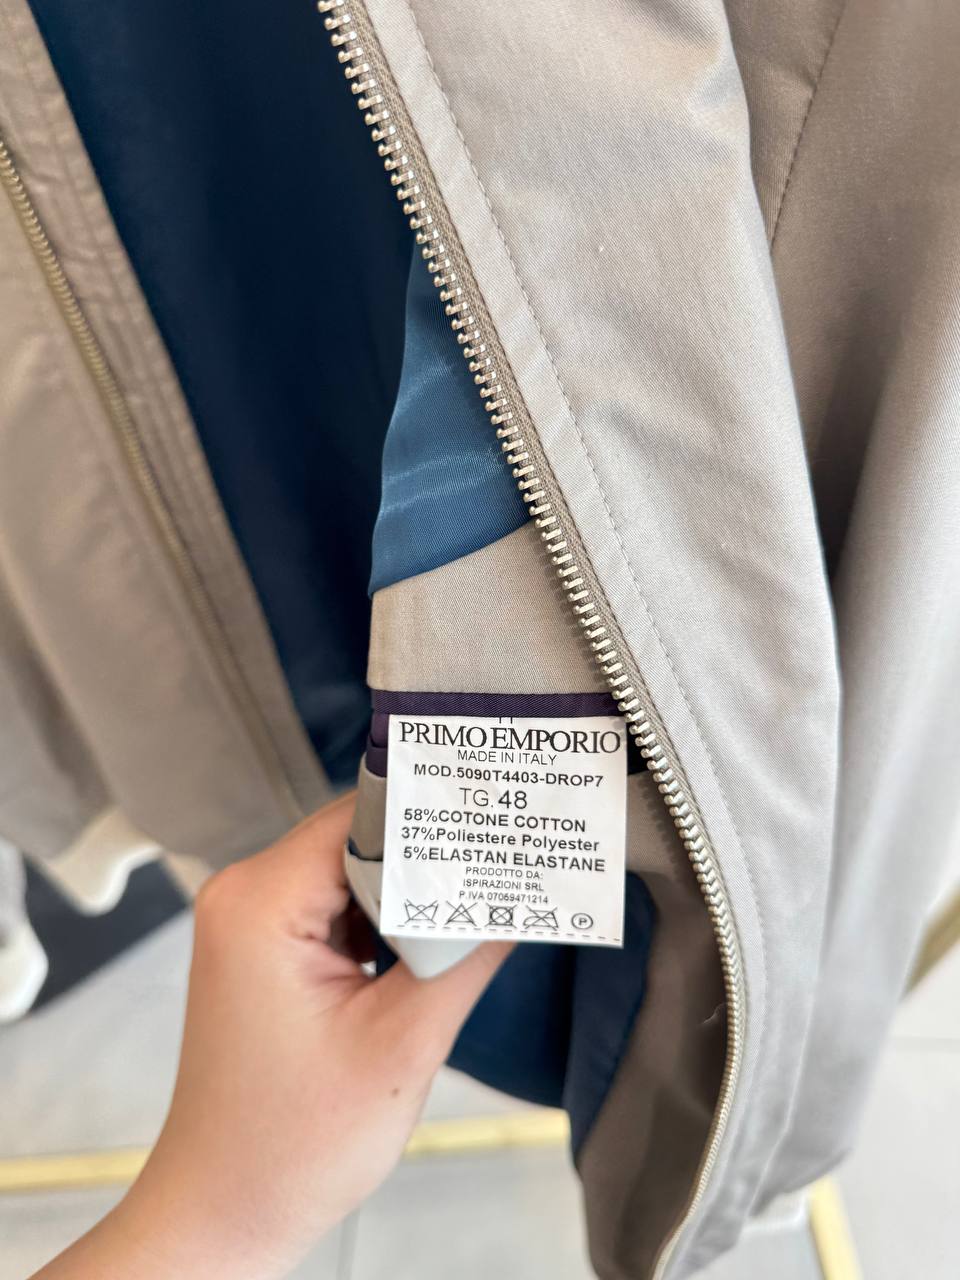 PRIMO EMPORIO
MADE IN ITALY
MOD.5090T4403-DROP7
TG. 48
58%COTONE COTTON
37%Poliestere Polyester
5%ELASTAN ELASTANE
PRODOTTO DA:
ISPIRAZIONI SRL
P.IVA 07059471214
P